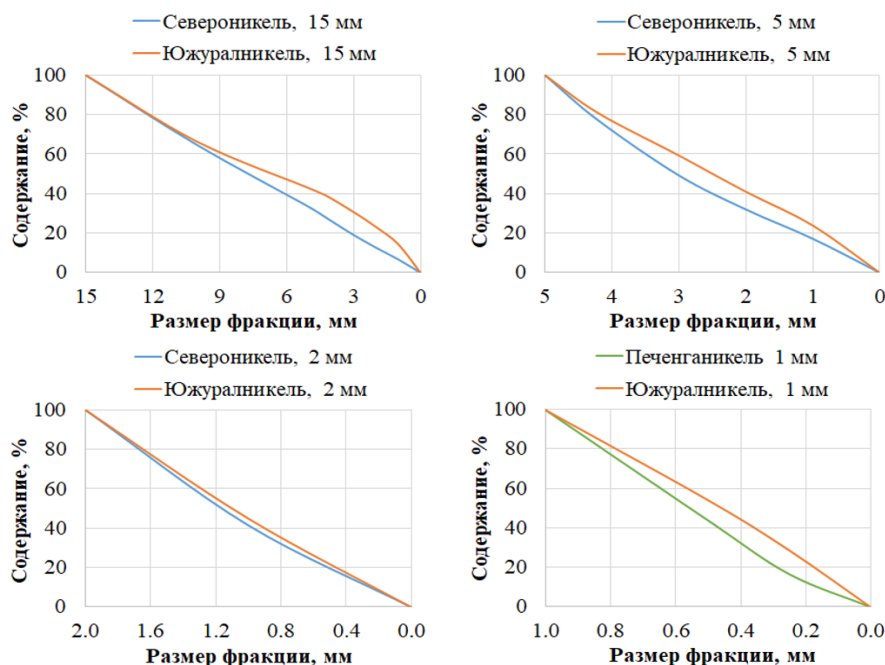 Североникель, 15 мм
Южуралникель, 15 мм
Содержание, %
100
80
60
40
20
0
15 12 9 6 3 0
Размер фракции, мм
Североникель, 5 мм
Южуралникель, 5 мм
Содержание, %
100
80
60
40
20
0
5 4 3 2 1 0
Размер фракции, мм
Североникель, 2 мм
Южуралникель, 2 мм
Содержание, %
100
80
60
40
20
0
2.0 1.6 1.2 0.8 0.4 0.0
Размер фракции, мм
Печенганикель 1 мм
Южуралникель, 1 мм
Содержание, %
100
80
60
40
20
0
1.0 0.8 0.6 0.4 0.2 0.0
Размер фракции, мм